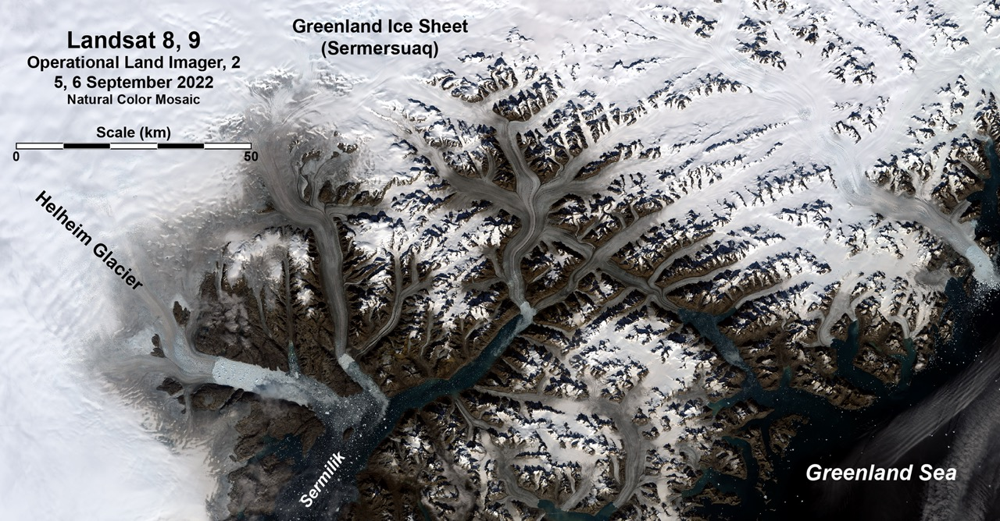 Landsat 8, 9
Operational Land Imager, 2
5, 6 September 2022
Natural Color Mosaic
Scale (km)
0 50
Greenland Ice Sheet
(Sermersuaq)
Helheim Glacier
Sermilik
Greenland Sea